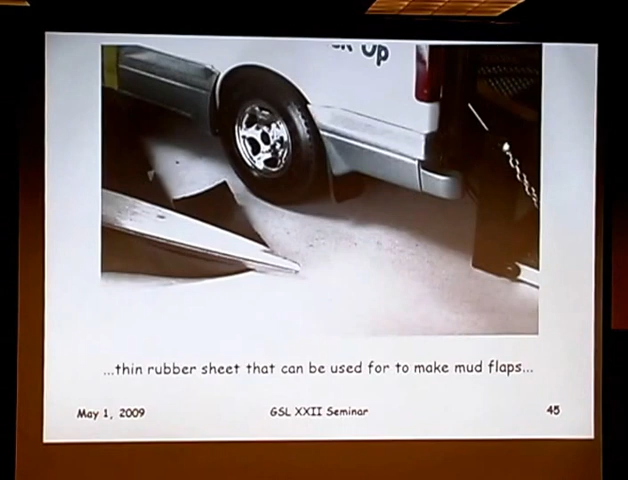 Up
...thin rubber sheet that can be used for to make mud flaps...
May 1, 2009 GSL XXII Seminar 45